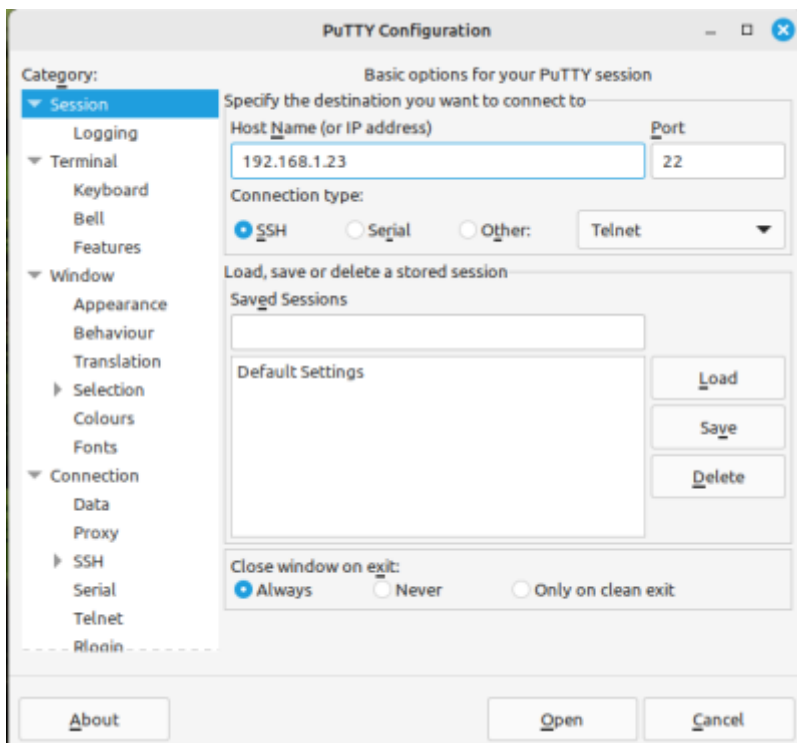 PuTTY Configuration
Category:
Session
Logging
Terminal
Keyboard
Bell
Features
Window
Appearance
Behaviour
Translation
Selection
Colours
Fonts
Connection
Data
Proxy
SSH
Serial
Telnet
Rlogin
Basic options for your PuTTY session
Specify the destination you want to connect to
Host Name (or IP address) Port
192.168.1.23 22
Connection type:
SSH Serial Other: Telnet
Load, save or delete a stored session
Saved Sessions
Default Settings
Load
Save
Delete
Close window on exit:
Always Never Only on clean exit
About Open Cancel